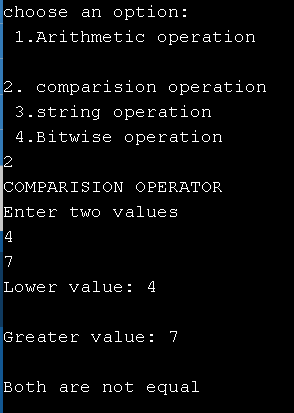 choose an option:
1.Arithmetic operation
2. comparision operation
3.string operation
4.Bitwise operation
2
COMPARISION OPERATOR
Enter two values
4
7
Lower value: 4
Greater value: 7
Both are not equal